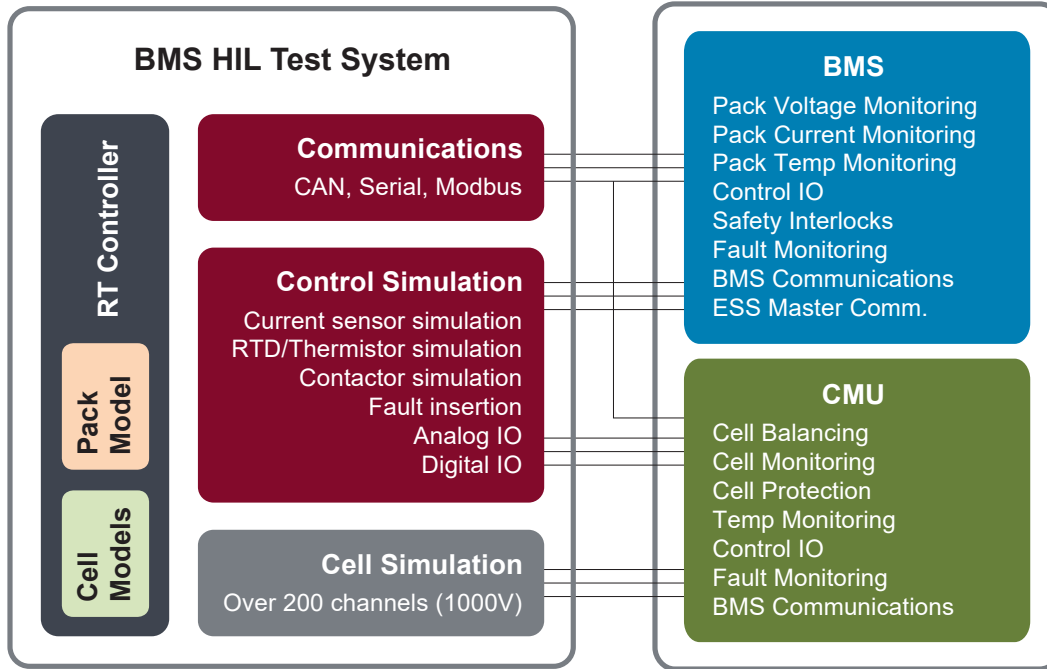 BMS HIL Test System
RT Controller
Pack
Model
Cell
Models
Communications
CAN, Serial, Modbus
Control Simulation
Current sensor simulation
RTD/Thermistor simulation
Contactor simulation
Fault insertion
Analog IO
Digital IO
Cell Simulation
Over 200 channels (1000V)
BMS
Pack Voltage Monitoring
Pack Current Monitoring
Pack Temp Monitoring
Control IO
Safety Interlocks
Fault Monitoring
BMS Communications
ESS Master Comm.
CMU
Cell Balancing
Cell Monitoring
Cell Protection
Temp Monitoring
Control IO
Fault Monitoring
BMS Communications